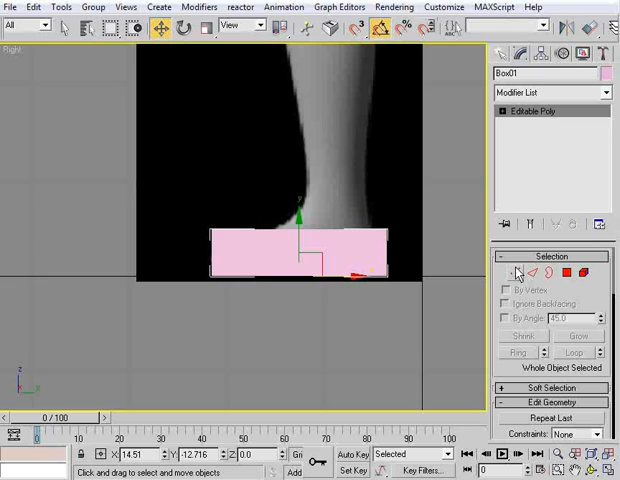 File Edit Tools Group Views Create Modifiers reactor Animation Graph Editors Rendering Customize MAXScript Help
All View
Right
Box01
Modifier List
Editable Poly
Selection
By Vertex
Ignore Backfacing
By Angle: 45.0
Shrink Grow
Ring Loop
Whole Object Selected
Soft Selection
Edit Geometry
Repeat Last
Constraints: None
y
z
x
0 / 100
0 10 20 30 40 50 60 70 80 90 100
X: 14.51 Y: -12.716 Z: 0.0 Gri Auto Key Selected
Click and drag to select and move objects Add Set Key Key Filters... 0